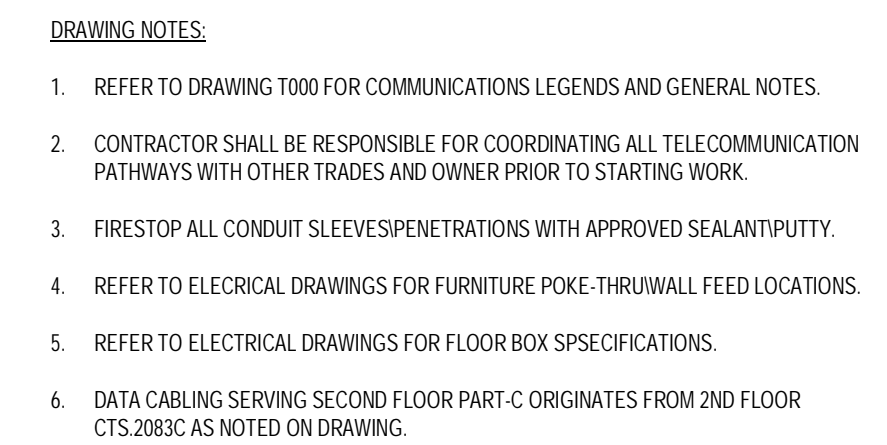 DRAWING NOTES:
1. REFER TO DRAWING T000 FOR COMMUNICATIONS LEGENDS AND GENERAL NOTES.
2. CONTRACTOR SHALL BE RESPONSIBLE FOR COORDINATING ALL TELECOMMUNICATION
PATHWAYS WITH OTHER TRADES AND OWNER PRIOR TO STARTING WORK.
3. FIRESTOP ALL CONDUIT SLEEVES\PENETRATIONS WITH APPROVED SEALANT\PUTTY.
4. REFER TO ELECRICAL DRAWINGS FOR FURNITURE POKE-THRU\WALL FEED LOCATIONS.
5. REFER TO ELECTRICAL DRAWINGS FOR FLOOR BOX SPSECIFICATIONS.
6. DATA CABLING SERVING SECOND FLOOR PART-C ORIGINATES FROM 2ND FLOOR
CTS.2083C AS NOTED ON DRAWING.